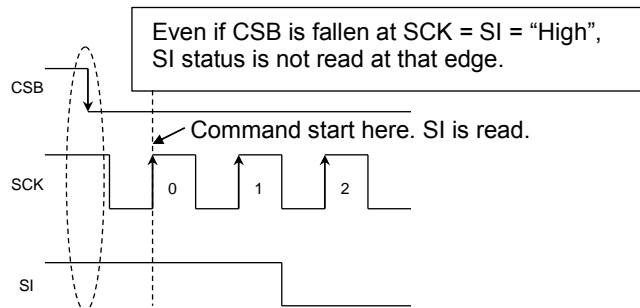 Even if CSB is fallen at SCK = SI = “High”,
SI status is not read at that edge.
CSB
Command start here. SI is read.
SCK
0
1
2
SI